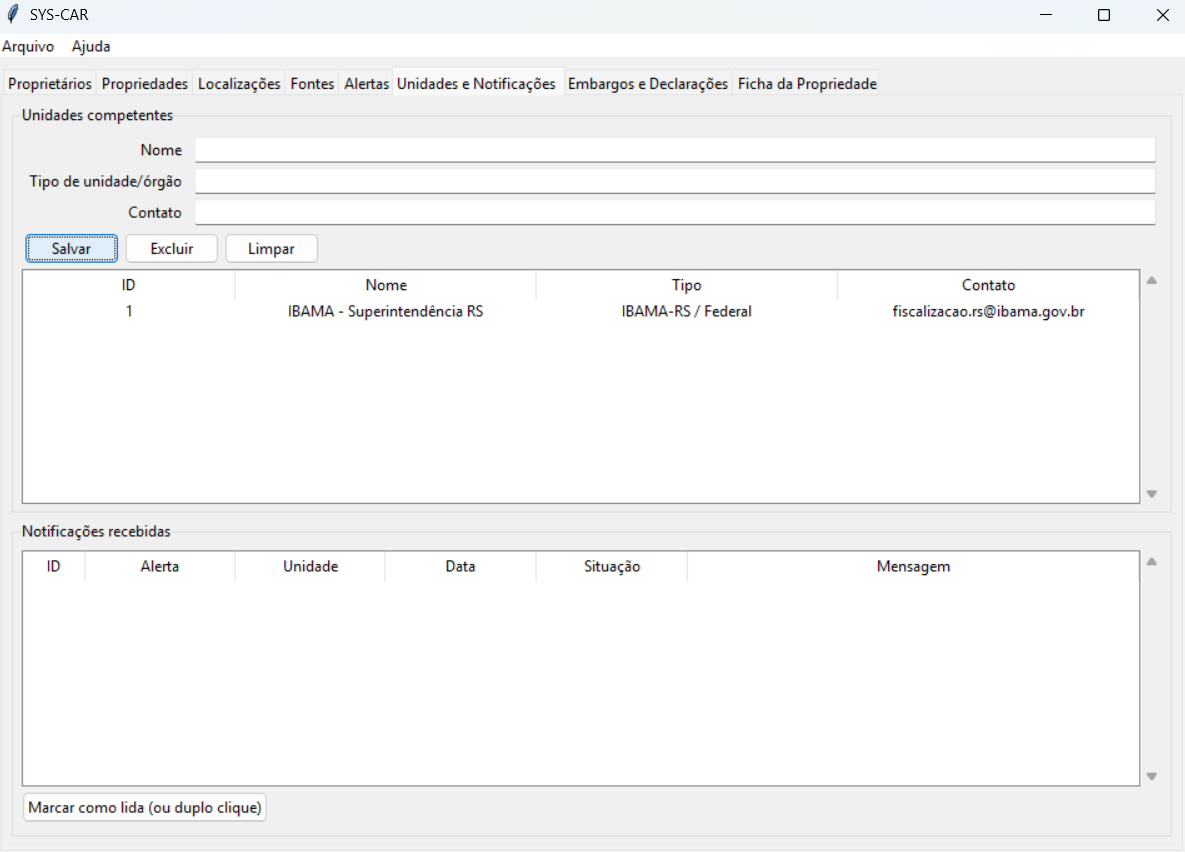 SYS-CAR
Arquivo Ajuda
Proprietários Propriedades Localizações Fontes Alertas Unidades e Notificações Embargos e Declarações Ficha da Propriedade
Unidades competentes
Nome
Tipo de unidade/órgão
Contato
Salvar Excluir Limpar
ID Nome Tipo Contato
1 IBAMA - Superintendência RS IBAMA-RS / Federal fiscalizacao.rs@ibama.gov.br
Notificações recebidas
ID Alerta Unidade Data Situação Mensagem
Marcar como lida (ou duplo clique)